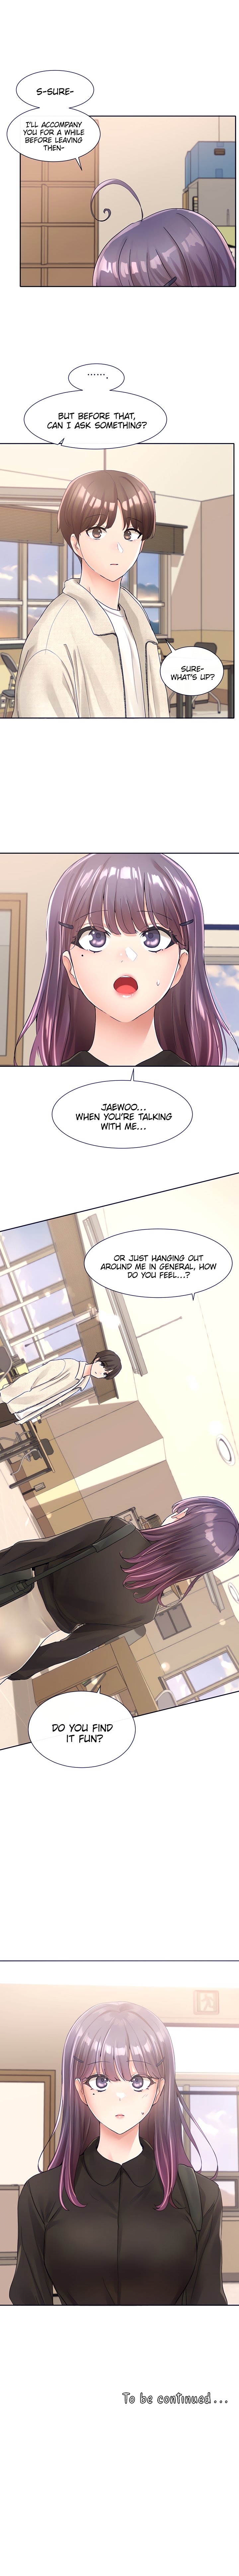 S-SURE-
I'LL ACCOMPANY
YOU FOR A WHILE
BEFORE LEAVING
THEN-
.......
BUT BEFORE THAT,
CAN I ASK SOMETHING?
SURE-
WHAT'S UP?
JAEWOO...
WHEN YOU'RE TALKING
WITH ME...
OR JUST HANGING OUT
AROUND ME IN GENERAL, HOW
DO YOU FEEL...?
DO YOU FIND
IT FUN?
To be continued...